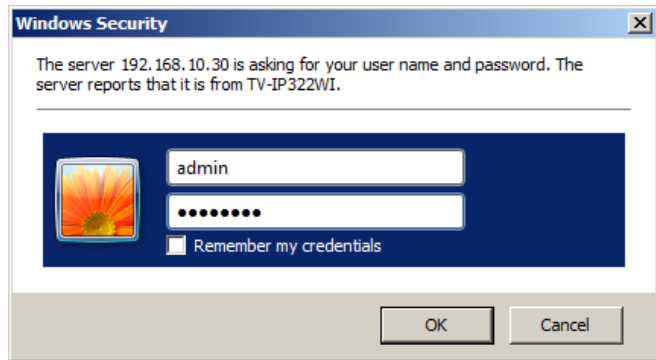 Windows Security
The server 192.168.10.30 is asking for your user name and password. The
server reports that it is from TV-IP322WI.
admin
●●●●●●●●
Remember my credentials
OK
Cancel